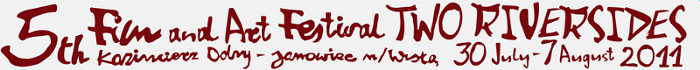 5th Film and Art Festival TWO RIVERSIDES
Kazimierz Dolny - Janowiec n/Wisłą 30 July - 7 August 2011